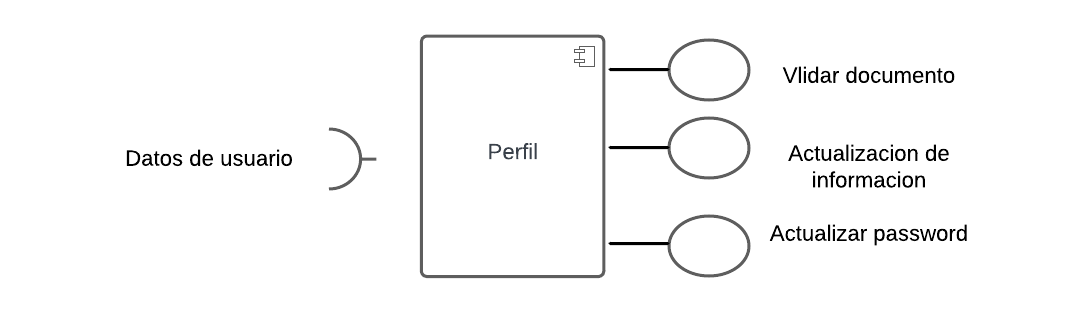 Datos de usuario
Perfil
Vlidar documento
Actualizacion de
informacion
Actualizar password